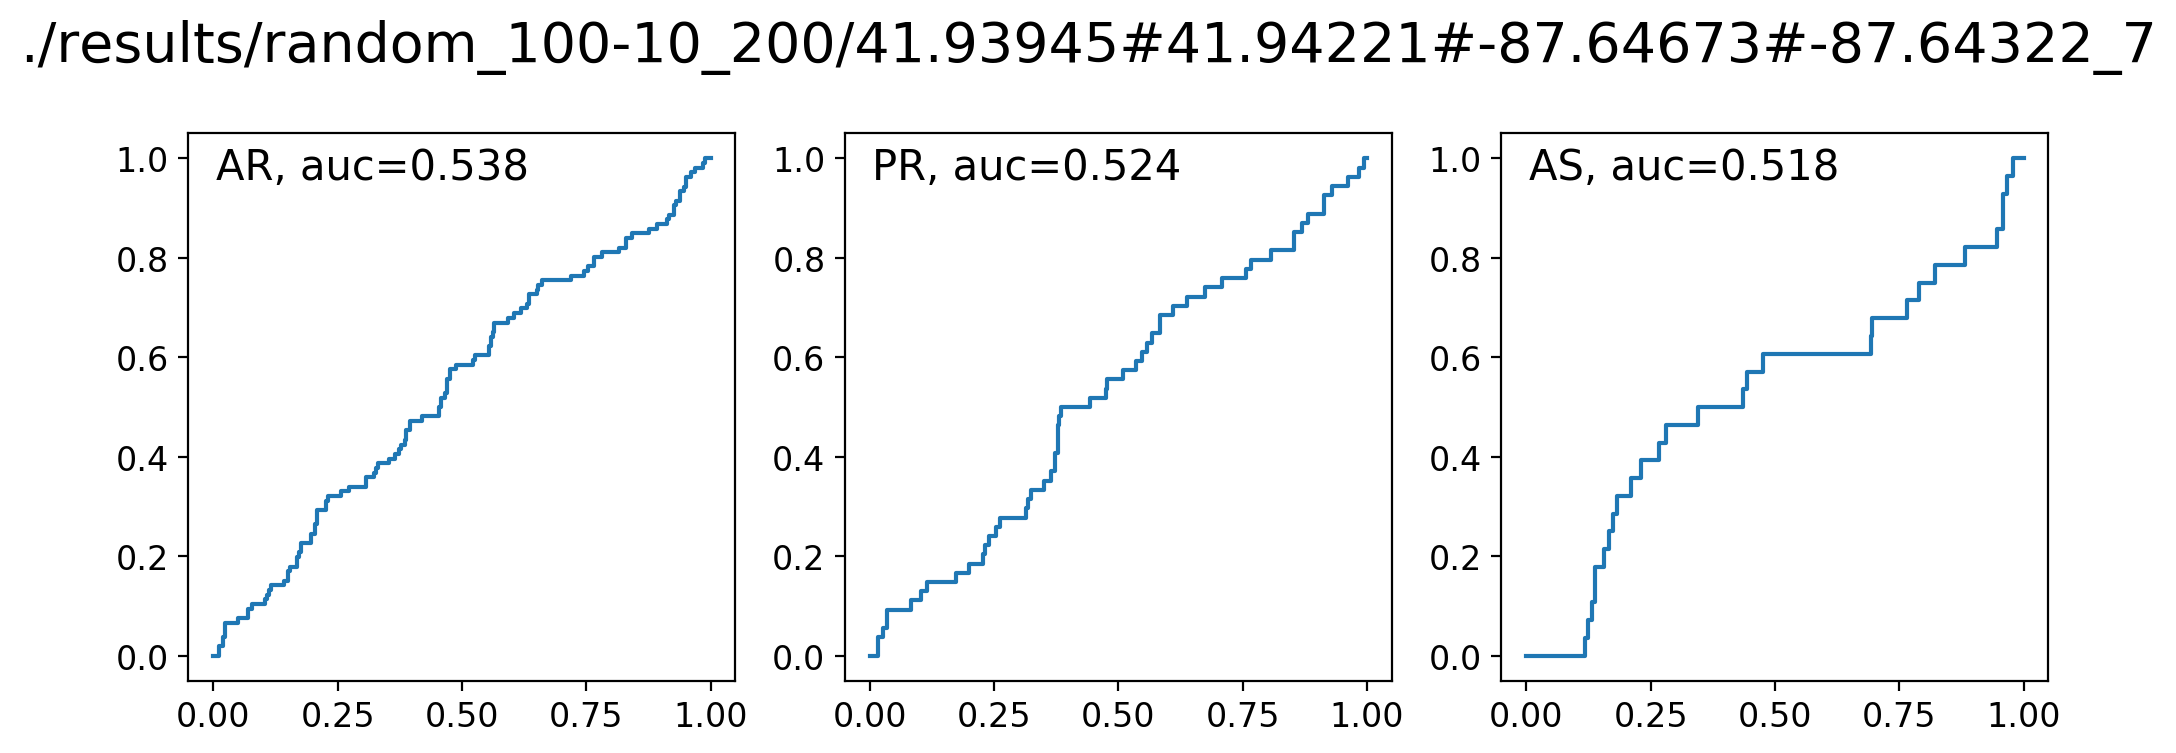 ./results/random_100-10_200/41.93945#41.94221#-87.64673#-87.64322_7
AR, auc=0.538
1.0
0.8
0.6
0.4
0.2
0.0
0.00 0.25 0.50 0.75 1.00
PR, auc=0.524
1.0
0.8
0.6
0.4
0.2
0.0
0.00 0.25 0.50 0.75 1.00
AS, auc=0.518
1.0
0.8
0.6
0.4
0.2
0.0
0.00 0.25 0.50 0.75 1.00